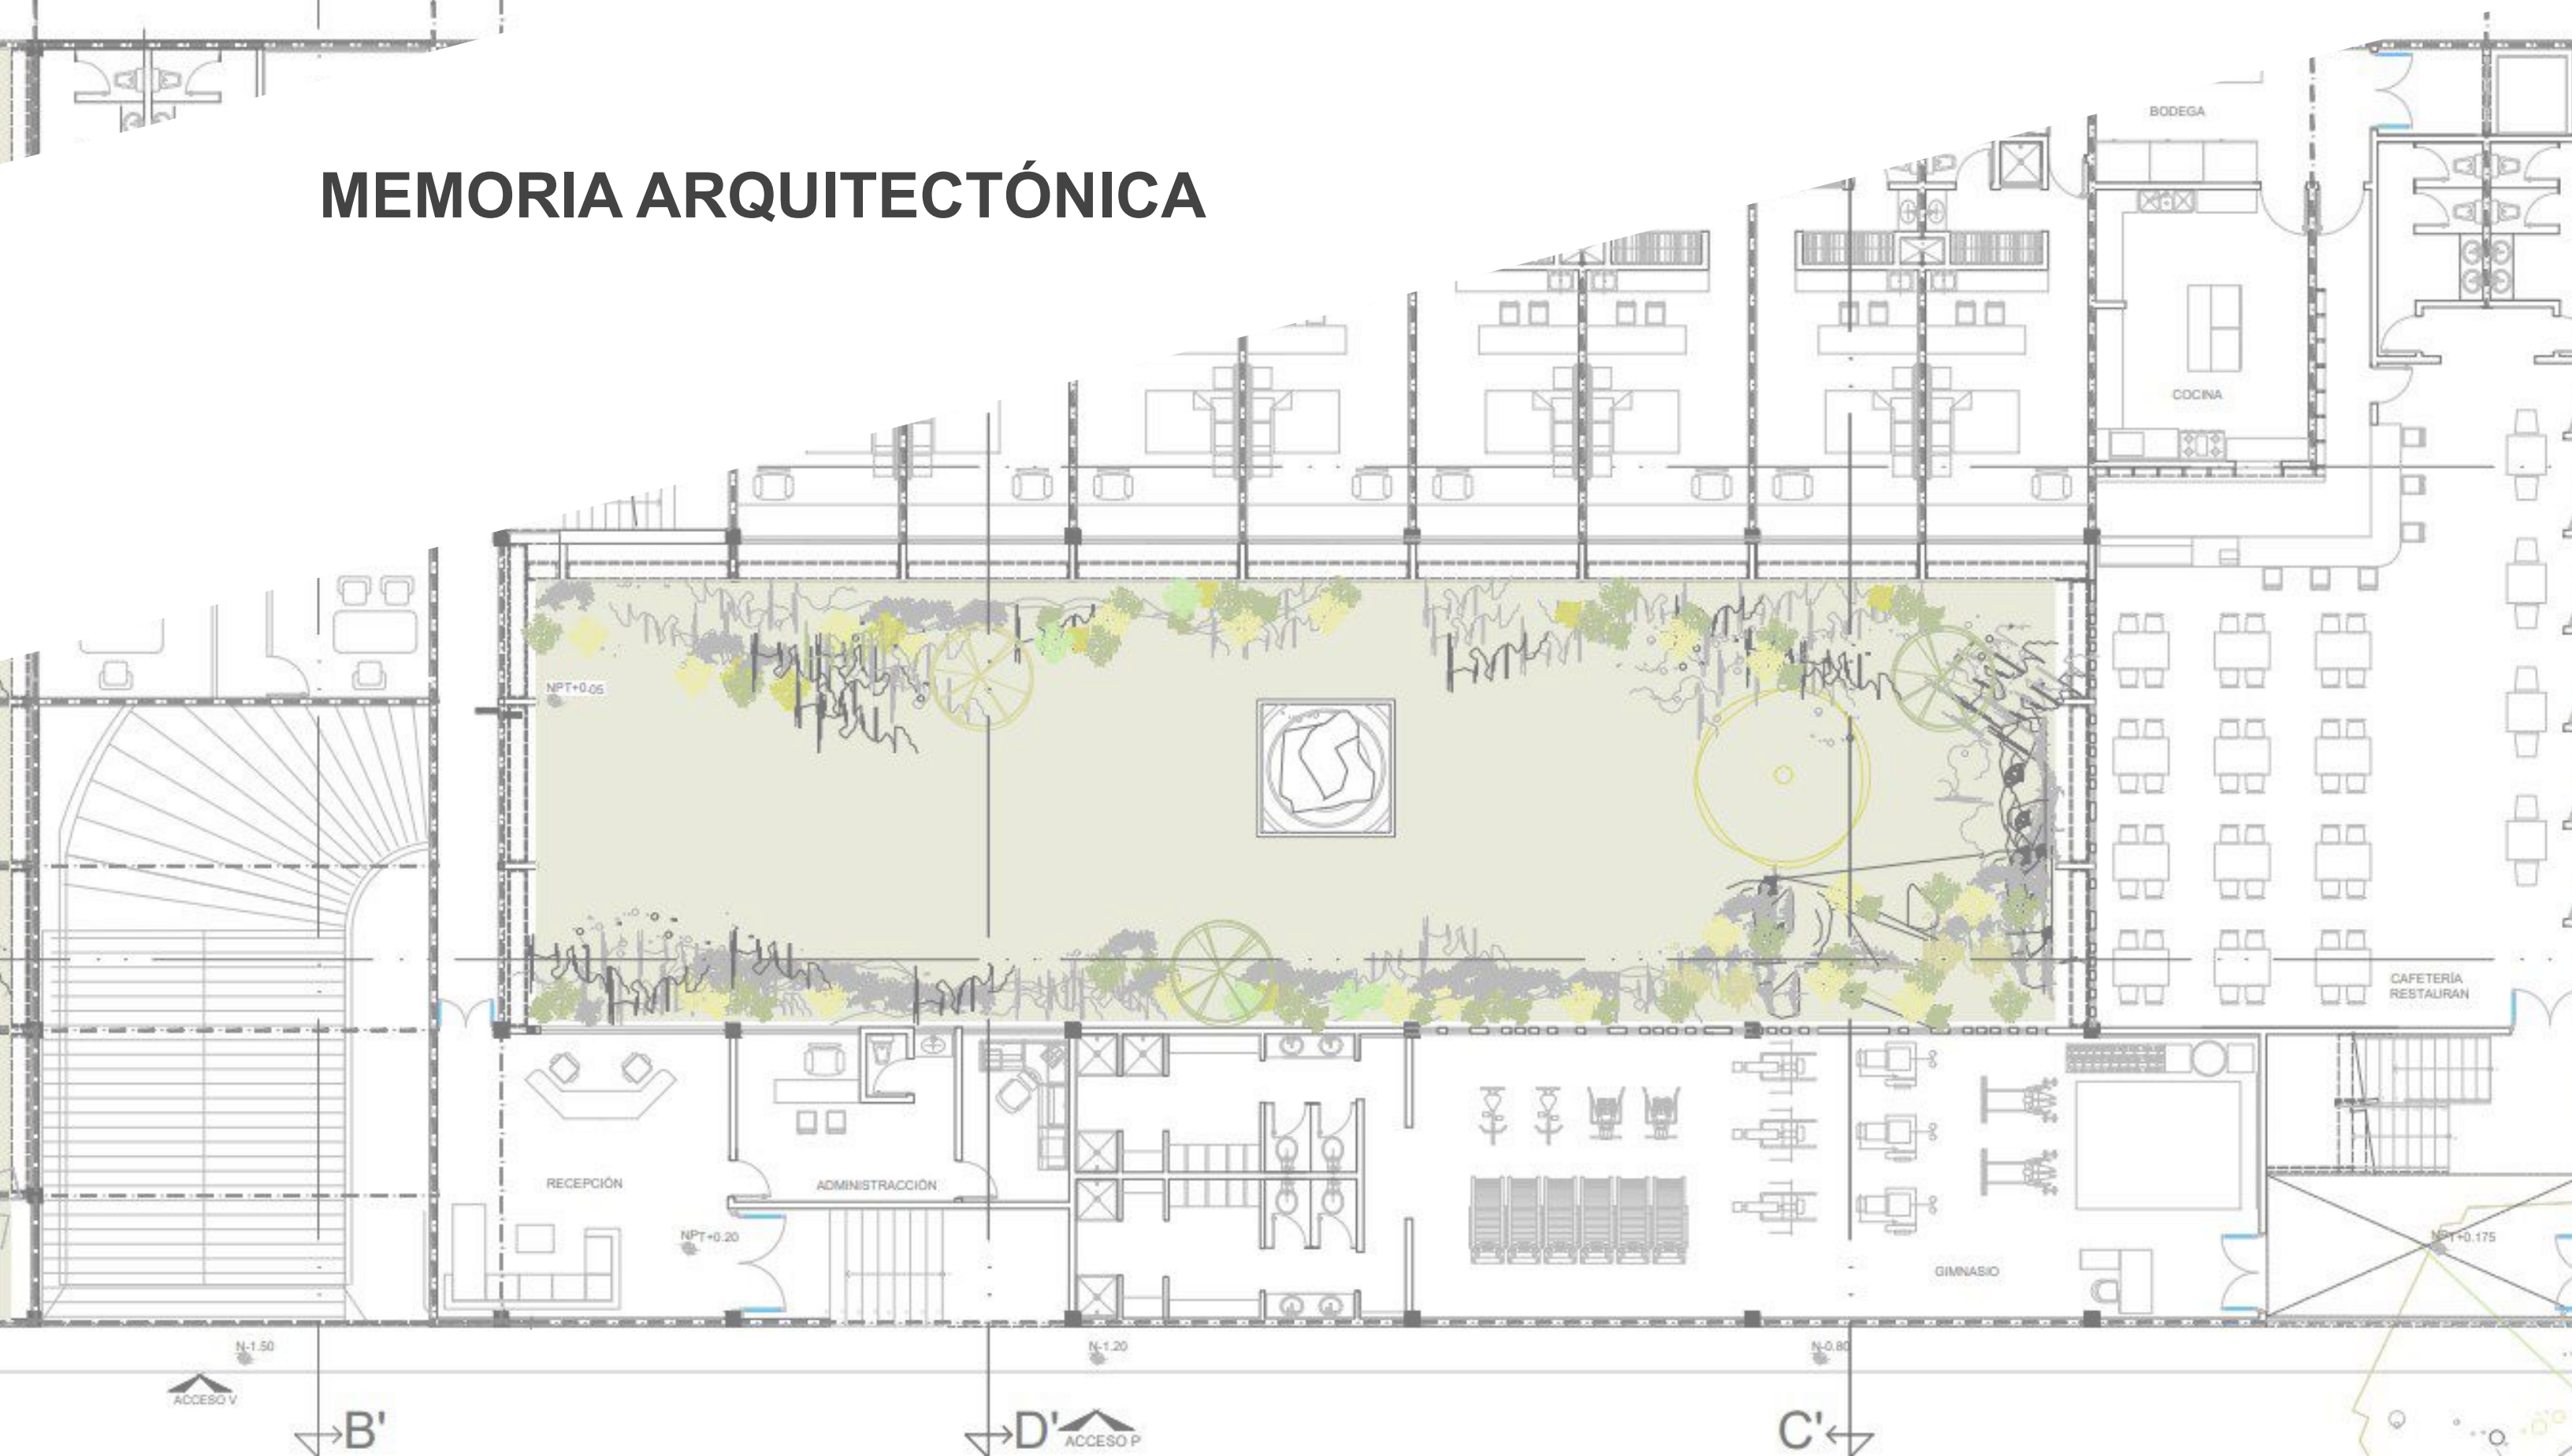 MEMORIA ARQUITECTÓNICA
BODEGA
COCINA
NPT+0.05
CAFETERÍA
RESTAURAN
RECEPCIÓN
ADMINISTRACCIÓN
NPT+0.20
NPT+0.175
GIMNASIO
N-1.50
N-1.20
N-0.80
ACCESO V
B'
D'
ACCESO P
C'